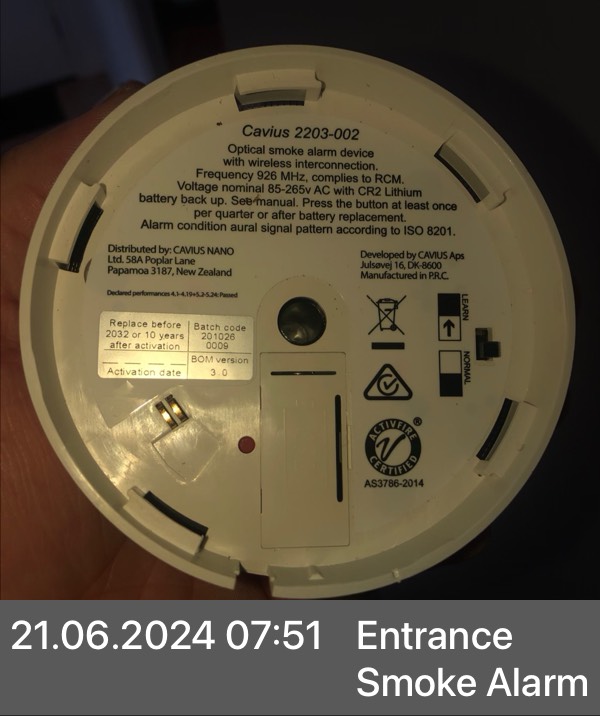 Cavius 2203-002
Optical smoke alarm device
with wireless interconnection.
Frequency 926 MHz, complies to RCM.
Voltage nominal 85-265v AC with CR2 Lithium
battery back up. See manual. Press the button at least once
per quarter or after battery replacement.
Alarm condition aural signal pattern according to ISO 8201.
Distributed by: CAVIUS NANO
Ltd. 58A Poplar Lane
Papamoa 3187, New Zealand
Developed by CAVIUS Aps
Julsøvej 16, DK-8600
Manufactured in P.R.C.
Declared performances 4.1-4.19+5.2-5.24: Passed
Replace before
2032 or 10 years
after activation
Activation date
Batch code
201026
0009
BOM version
3.0
LEARN
NORMAL
ACTIVFIRE®
CERTIFIED
AS3786-2014
21.06.2024 07:51
Entrance
Smoke Alarm